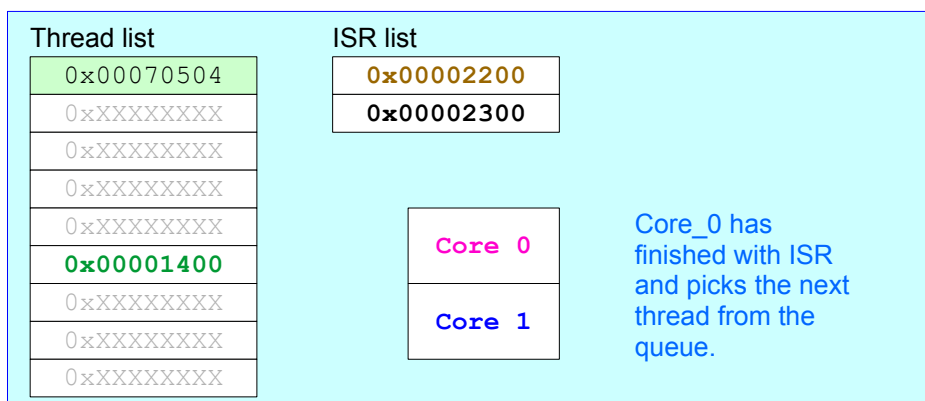 Thread list
0x00070504
0xXXXXXXXX
0xXXXXXXXX
0xXXXXXXXX
0xXXXXXXXX
0x00001400
0xXXXXXXXX
0xXXXXXXXX
0xXXXXXXXX
ISR list
0x00002200
0x00002300
Core 0
Core 1
Core_0 has
finished with ISR
and picks the next
thread from the
queue.